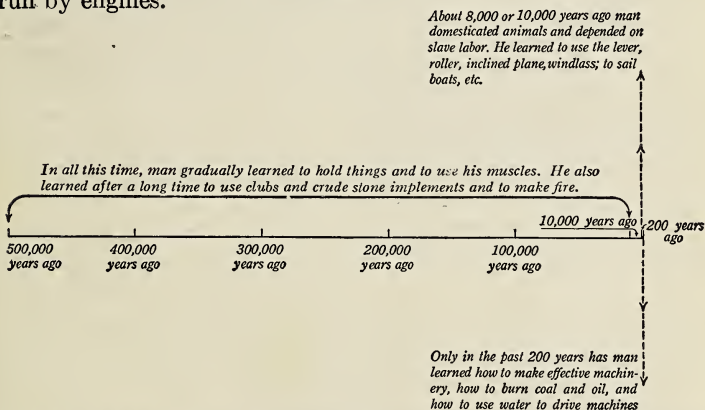 run by engines.
About 8,000 or 10,000 years ago man
domesticated animals and depended on
slave labor. He learned to use the lever,
roller, inclined plane, windlass; to sail
boats, etc.
In all this time, man gradually learned to hold things and to use his muscles. He also
learned after a long time to use clubs and crude stone implements and to make fire.
10,000 years ago
200 years
ago
500,000
years ago
400,000
years ago
300,000
years ago
200,000
years ago
100,000
years ago
Only in the past 200 years has man
learned how to make effective machin-
ery, how to burn coal and oil, and
how to use water to drive machines